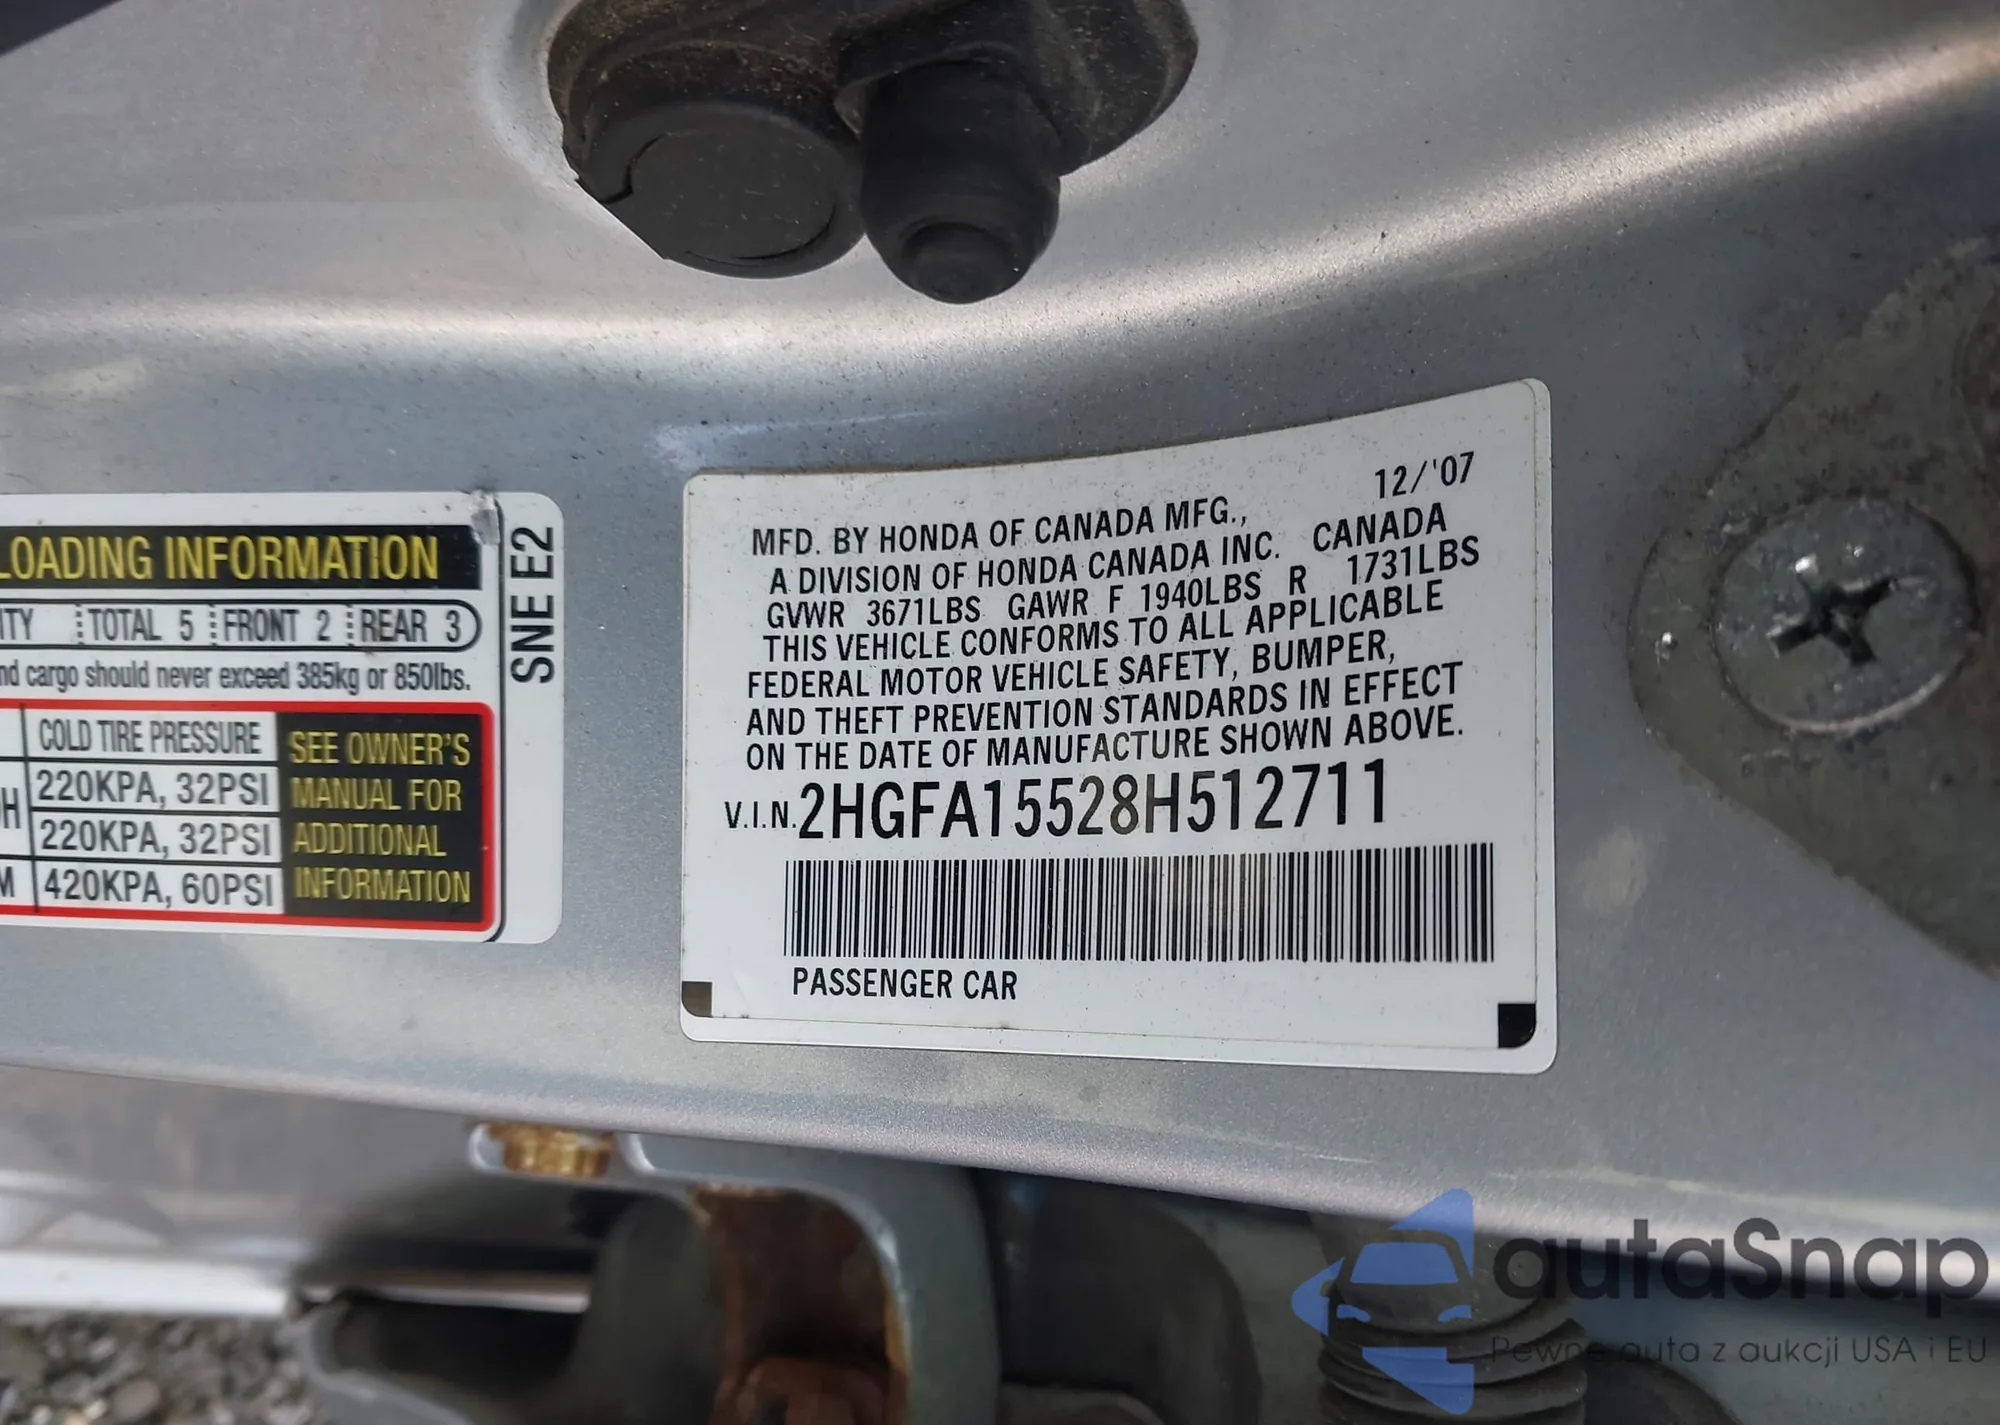 LOADING INFORMATION
ITY TOTAL 5 FRONT 2 REAR 3
nd cargo should never exceed 385kg or 850lbs.
COLD TIRE PRESSURE
220KPA, 32PSI
H 220KPA, 32PSI
M 420KPA, 60PSI
SEE OWNER'S
MANUAL FOR
ADDITIONAL
INFORMATION
SNE E2
12/'07
MFD. BY HONDA OF CANADA MFG.,
A DIVISION OF HONDA CANADA INC. CANADA
GVWR 3671LBS GAWR F 1940LBS R 1731LBS
THIS VEHICLE CONFORMS TO ALL APPLICABLE
FEDERAL MOTOR VEHICLE SAFETY, BUMPER,
AND THEFT PREVENTION STANDARDS IN EFFECT
ON THE DATE OF MANUFACTURE SHOWN ABOVE.
V.I.N. 2HGFA15528H512711
PASSENGER CAR
autaSnap
Pewne auta z aukcji USA i EU